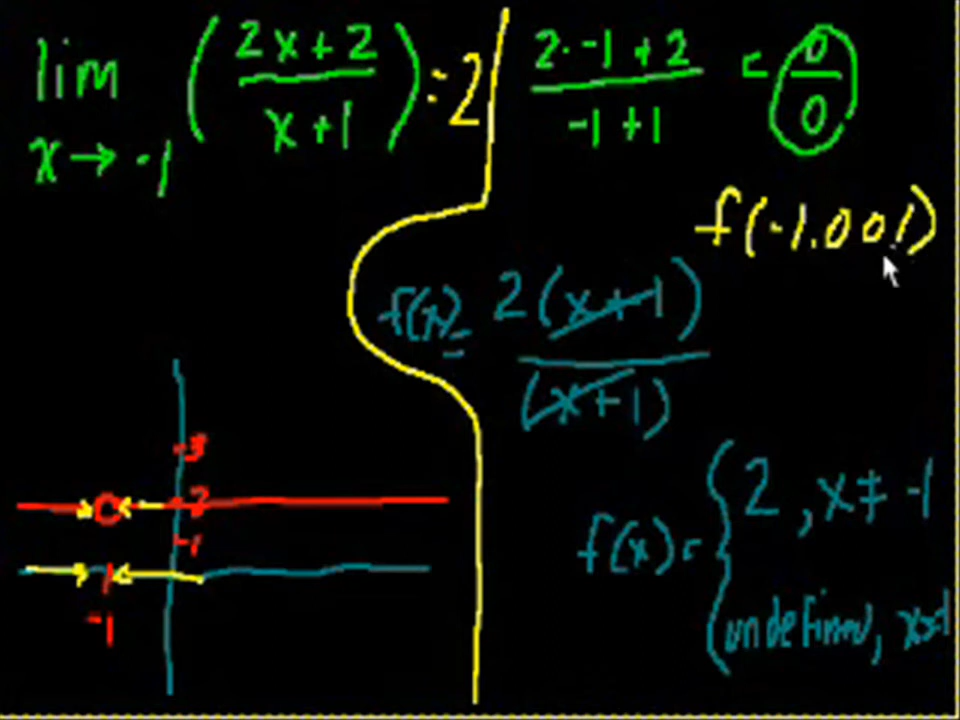 lim x→-1 (2x+2 / x+1) = 2
2·-1+2 / -1+1 = 0/0
f(-1.001)
f(x) = 2(x+1) / (x+1)
3
2
-1
-1
f(x) = { 2, x≠-1
undefined, x=-1